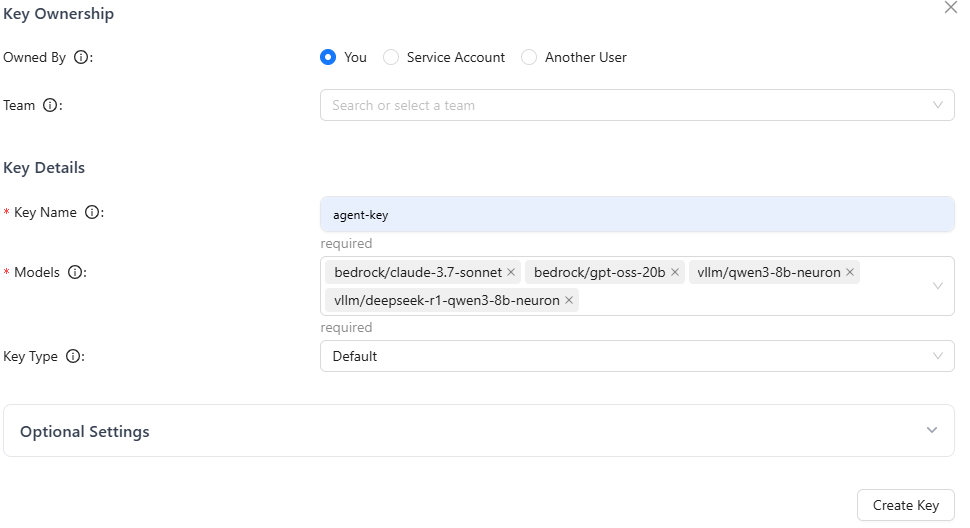 Key Ownership
Owned By ⓘ: You Service Account Another User
Team ⓘ: Search or select a team
Key Details
* Key Name ⓘ: agent-key
required
* Models ⓘ: bedrock/claude-3.7-sonnet × bedrock/gpt-oss-20b × vllm/qwen3-8b-neuron ×
vllm/deepseek-r1-qwen3-8b-neuron ×
required
Key Type ⓘ: Default
Optional Settings
Create Key